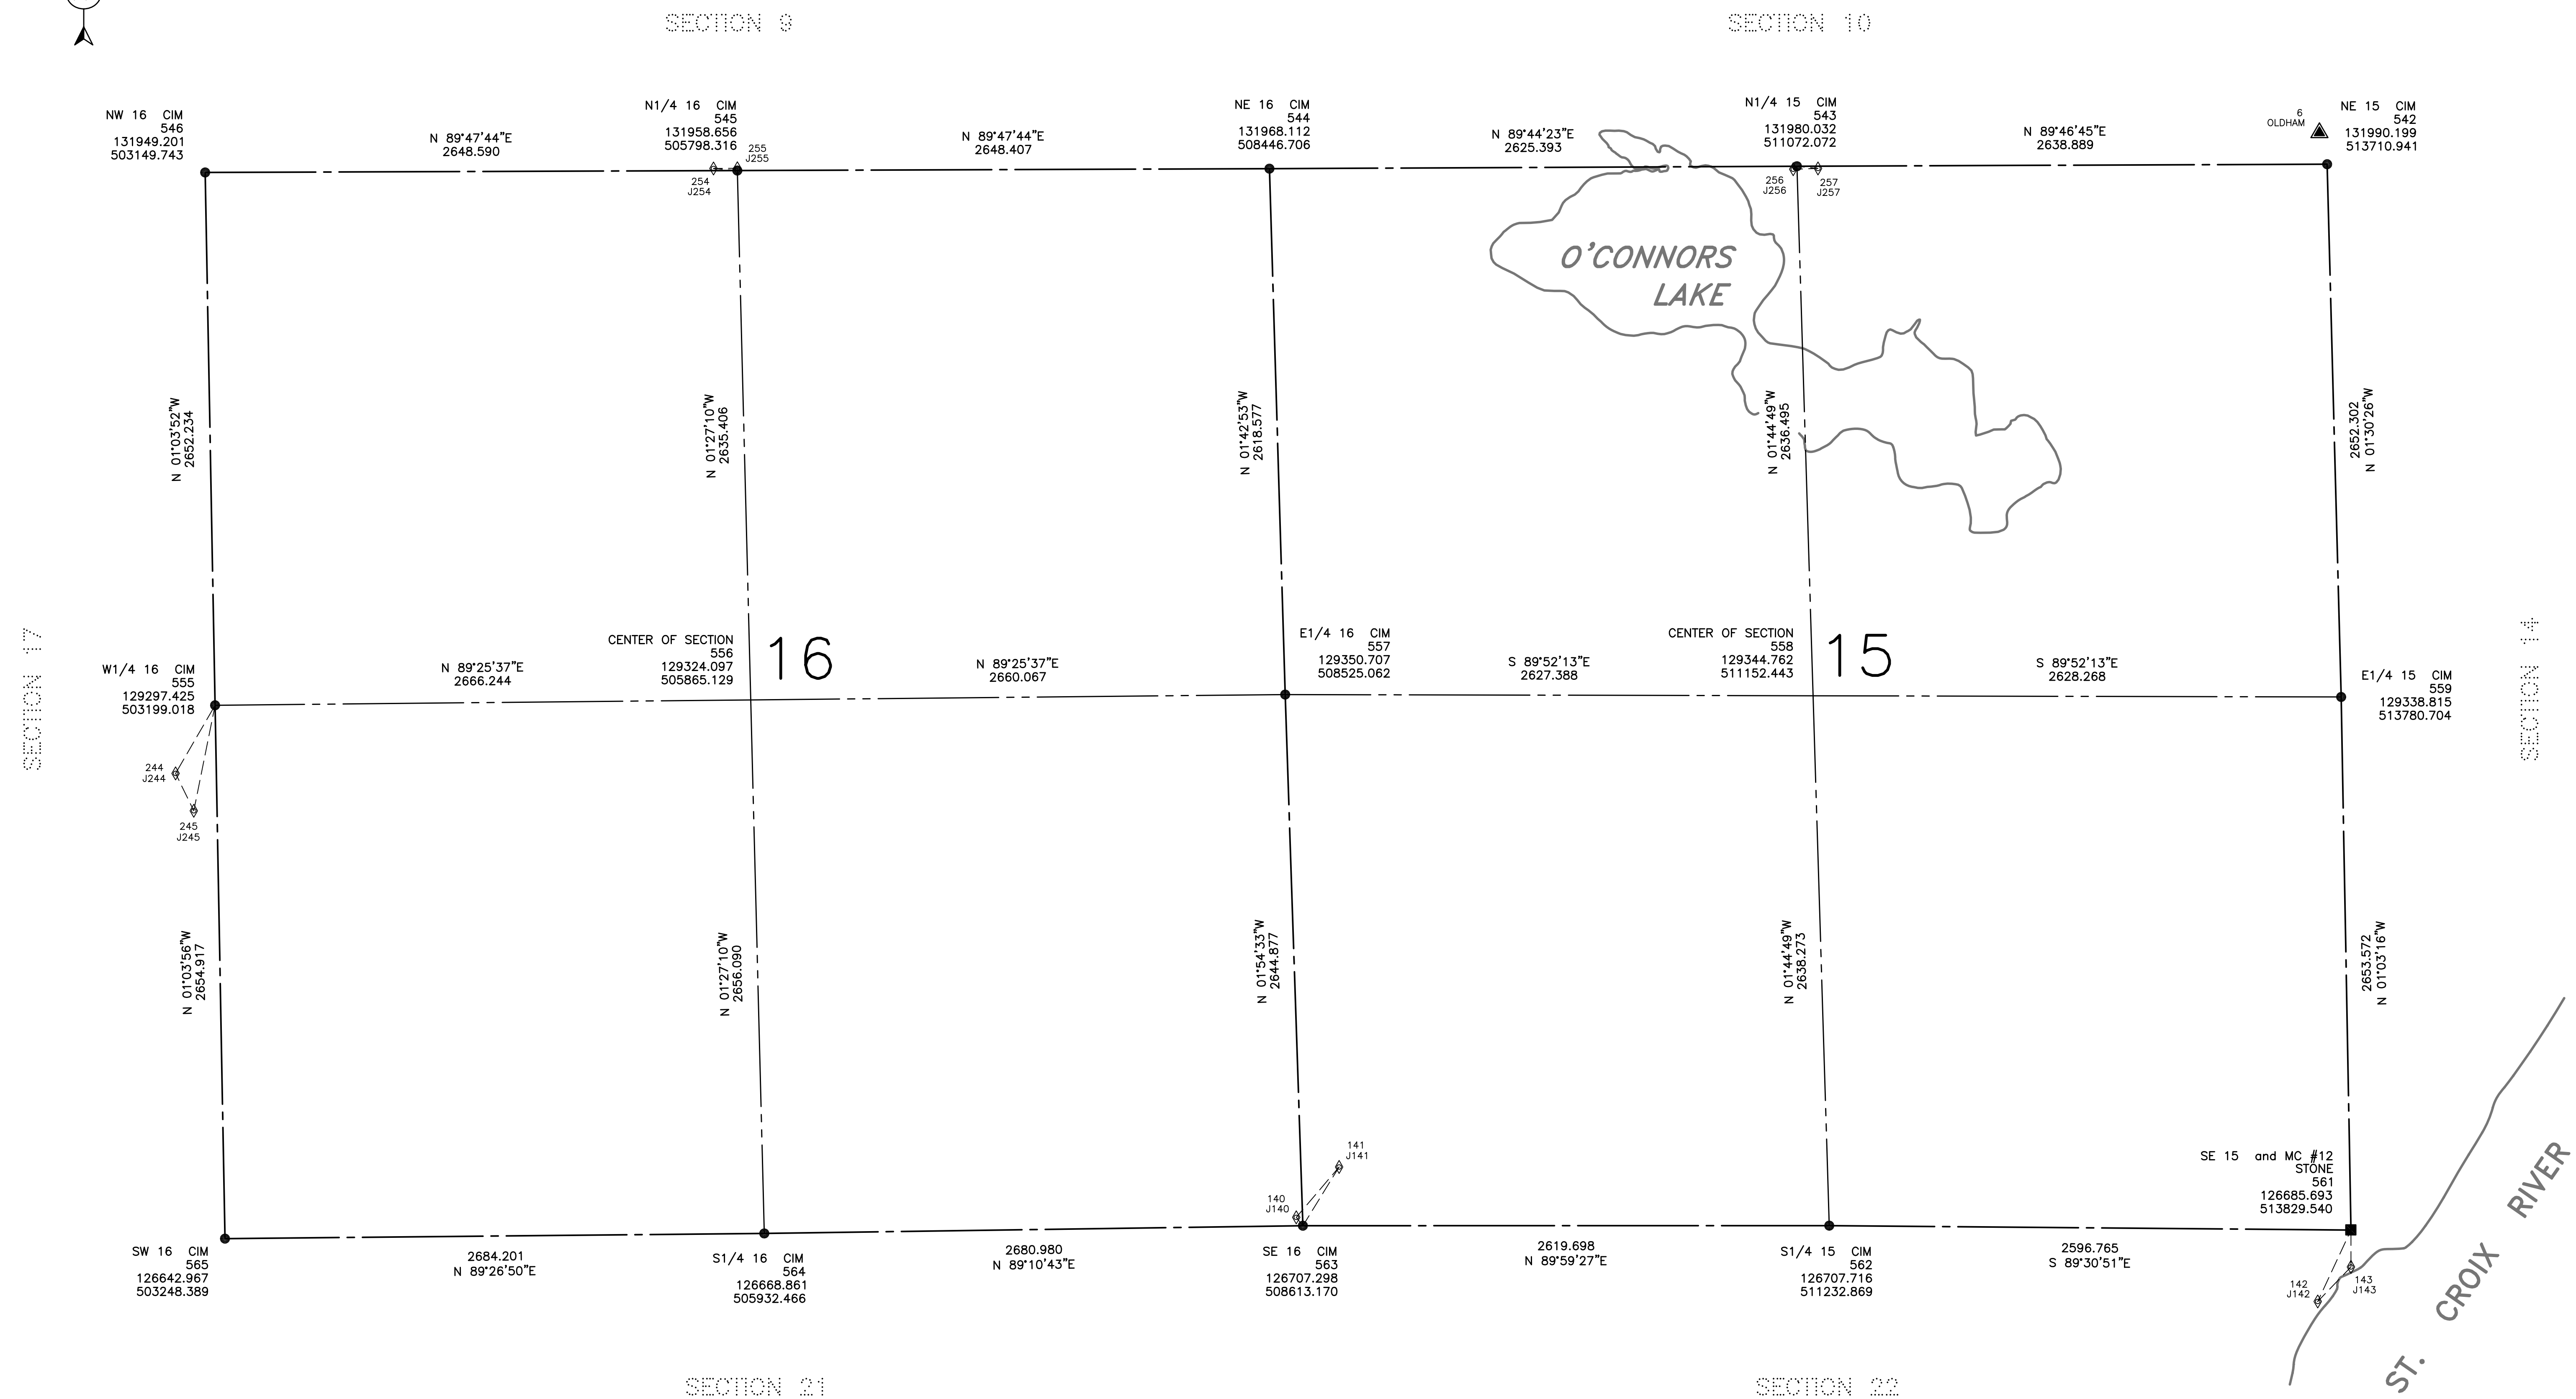 SECTION 9
SECTION 10
NW 16 CIM
546
131949.201
503149.743
N 89°47'44"E
2648.590
N1/4 16 CIM
545
131958.656
505798.316
255
J255
254
J254
N 89°47'44"E
2648.407
NE 16 CIM
544
131968.112
508446.706
N 89°44'23"E
2625.393
N1/4 15 CIM
543
131980.032
511072.072
256
J256
257
J257
N 89°46'45"E
2638.889
6
OLDHAM
NE 15 CIM
542
131990.199
513710.941
O'CONNORS
LAKE
N 01°03'52"W
2652.234
N 01°27'10"W
2635.406
N 01°42'53"W
2618.577
N 01°44'49"W
2636.495
2652.302
N 01°30'26"W
SECTION 17
W1/4 16 CIM
555
129297.425
503199.018
N 89°25'37"E
2666.244
CENTER OF SECTION
556
129324.097
505865.129
16
N 89°25'37"E
2660.067
E1/4 16 CIM
557
129350.707
508525.062
S 89°52'13"E
2627.388
CENTER OF SECTION
558
129344.762
511152.443
15
S 89°52'13"E
2628.268
E1/4 15 CIM
559
129338.815
513780.704
SECTION 14
244
J244
245
J245
N 01°03'56"W
2654.917
N 01°27'10"W
2656.090
N 01°54'33"W
2644.877
N 01°44'49"W
2638.273
2653.572
N 01°03'16"W
141
J141
140
J140
SE 15 and MC #12
STONE
561
126685.693
513829.540
SW 16 CIM
565
126642.967
503248.389
2684.201
N 89°26'50"E
S1/4 16 CIM
564
126668.861
505932.466
2680.980
N 89°10'43"E
SE 16 CIM
563
126707.298
508613.170
2619.698
N 89°59'27"E
S1/4 15 CIM
562
126707.716
511232.869
2596.765
S 89°30'51"E
142
J142
143
J143
ST. CROIX RIVER
SECTION 21
SECTION 22